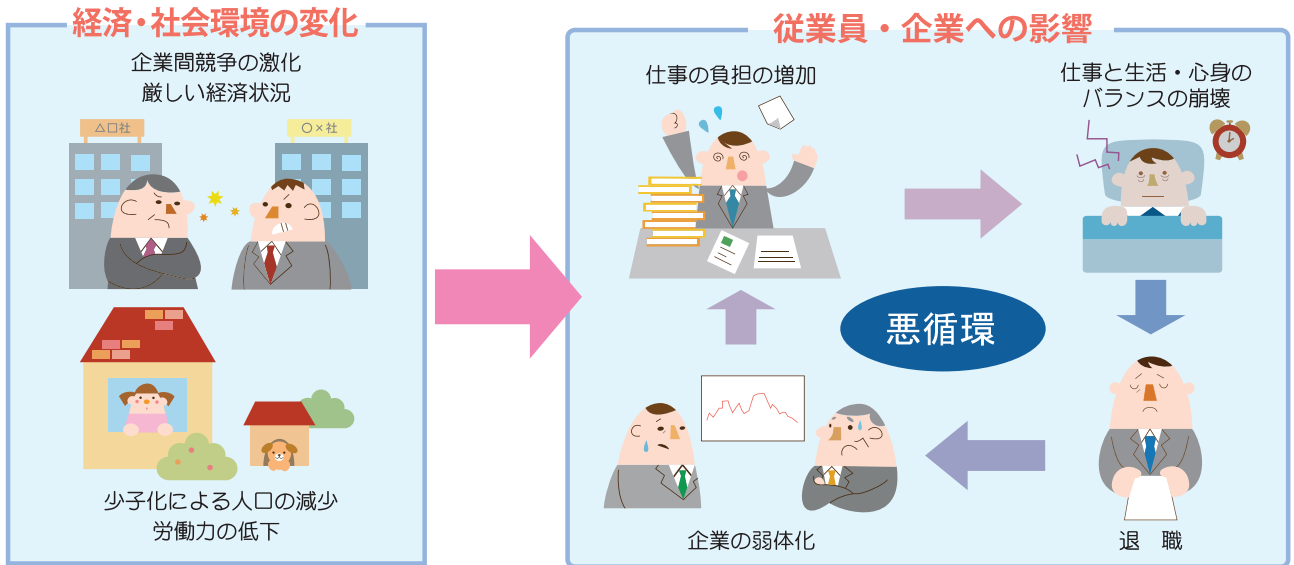 経済・社会環境の変化
企業間競争の激化
厳しい経済状況
△口社
〇×社
少子化による人口の減少
労働力の低下
従業員・企業への影響
仕事の負担の増加
仕事と生活・心身の
バランスの崩壊
悪循環
企業の弱体化
退　職